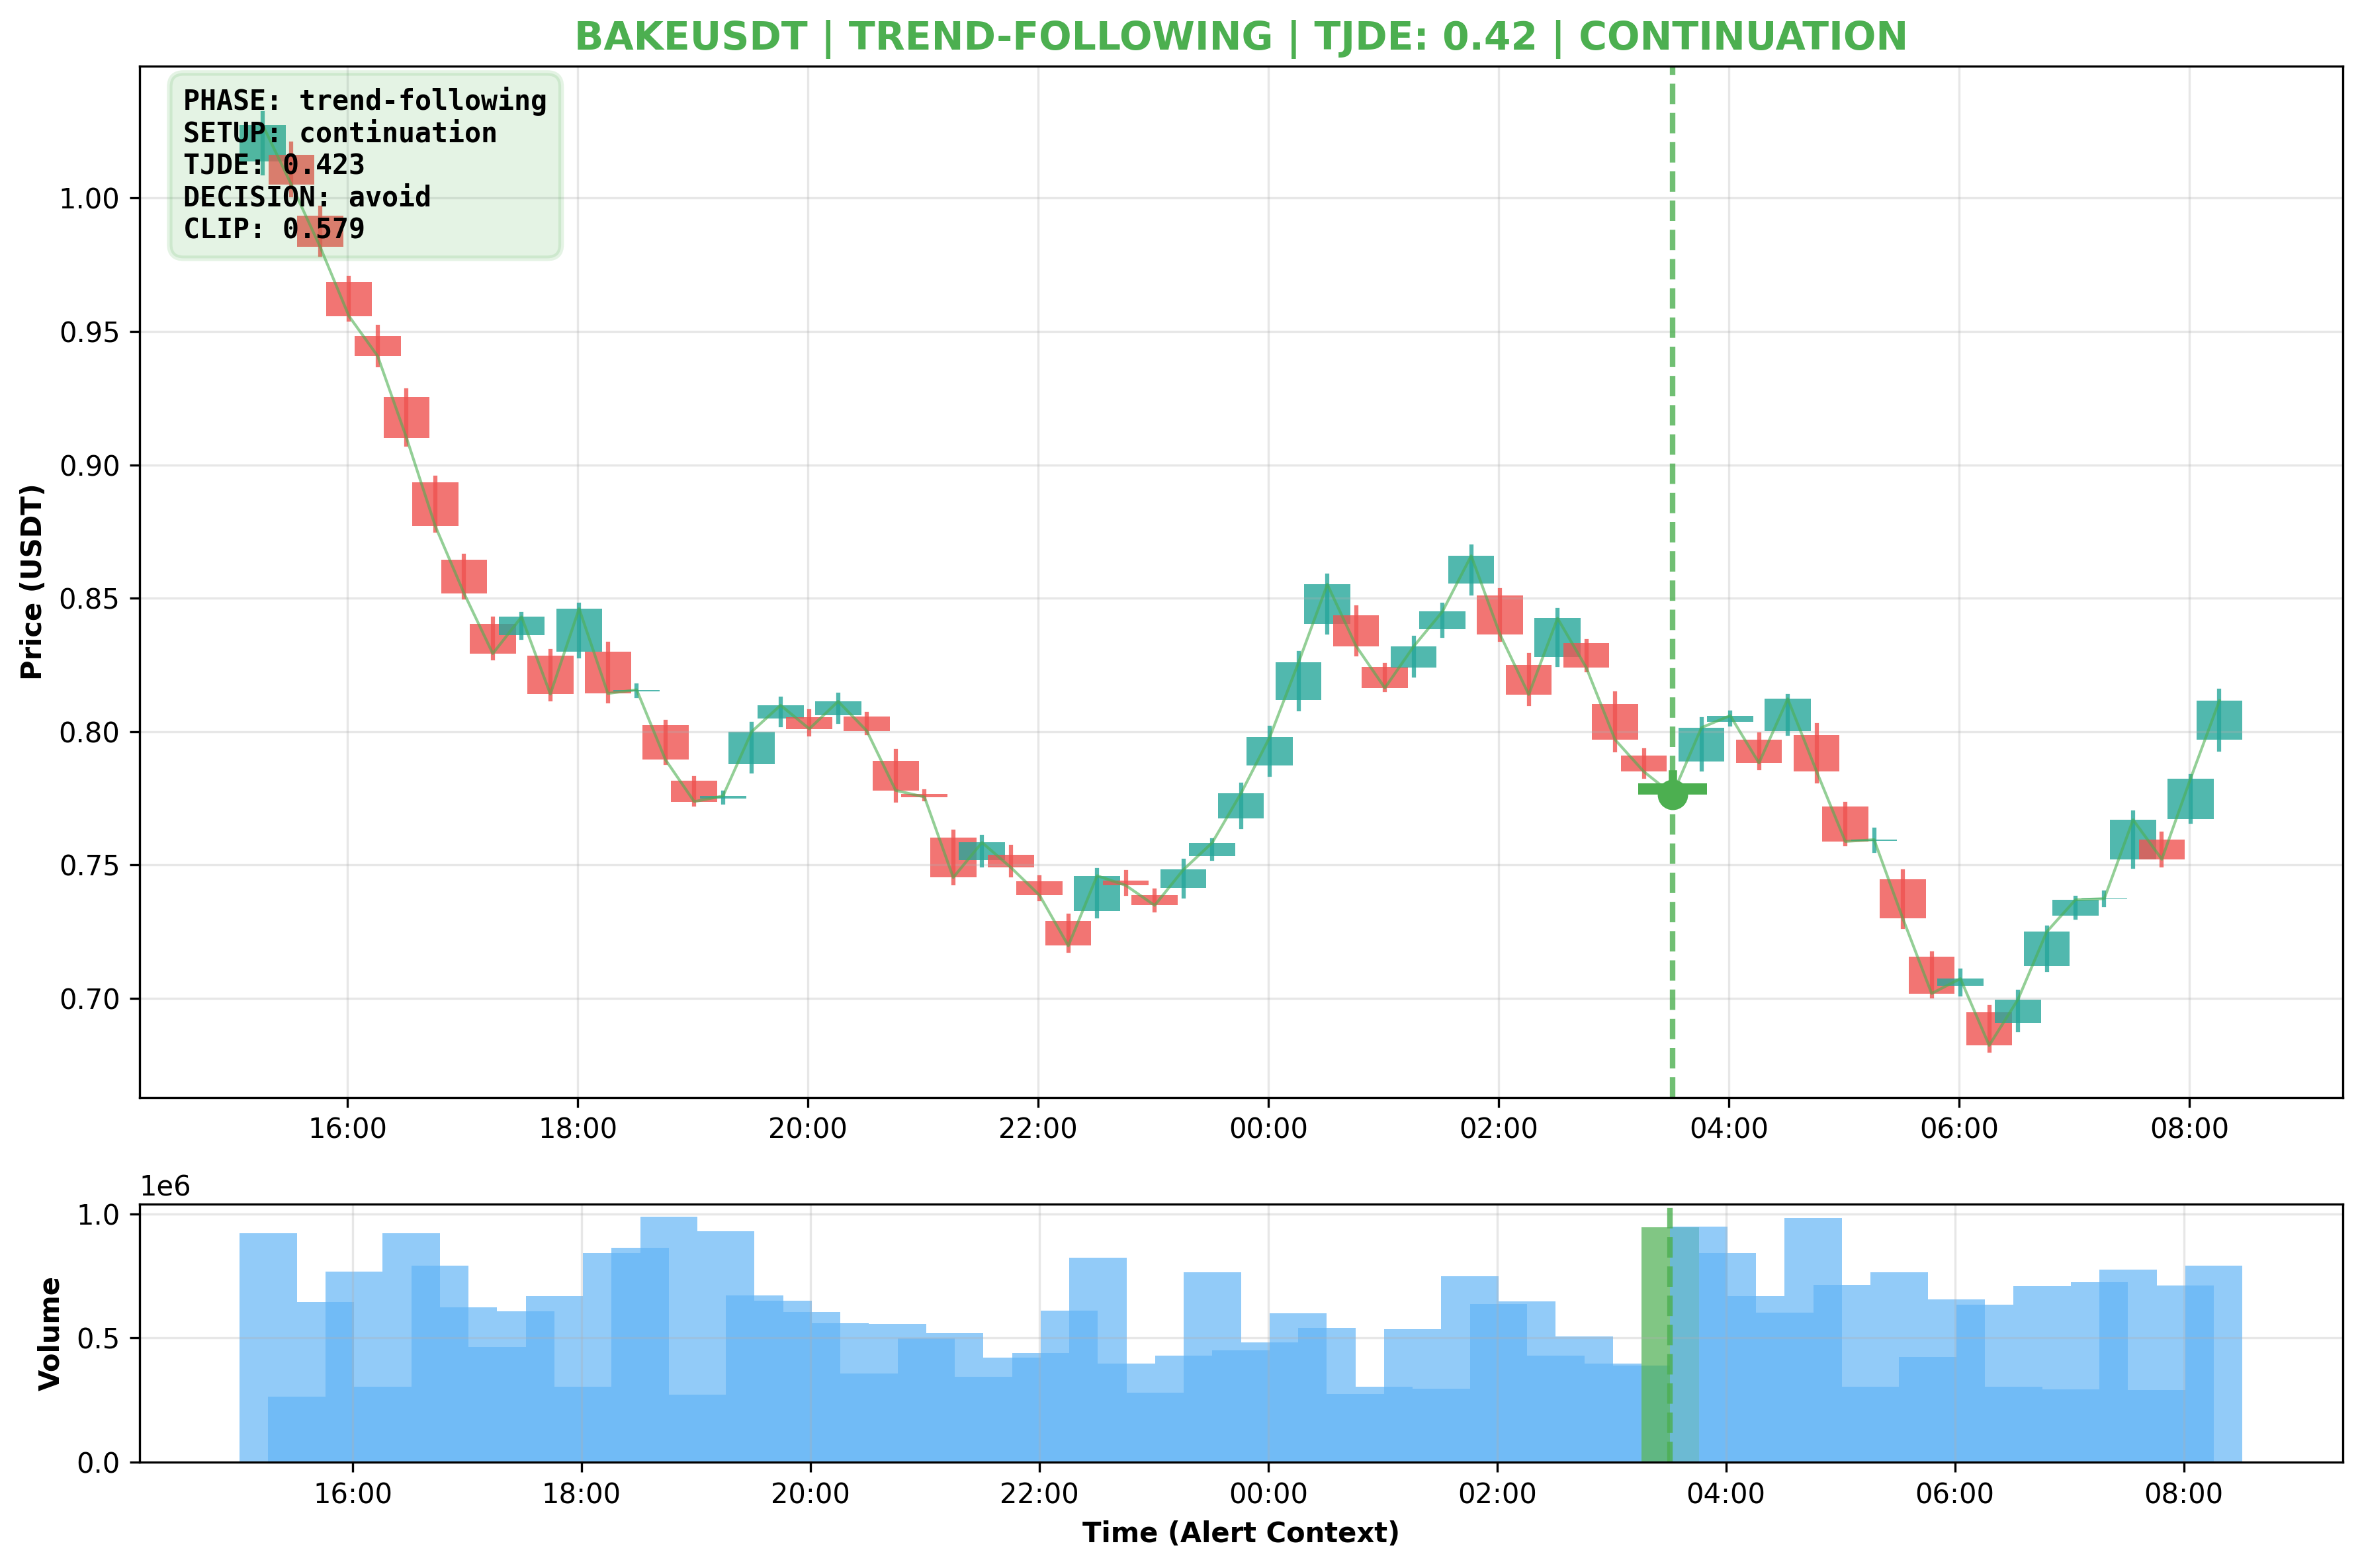 BAKEUSDT | TREND-FOLLOWING | TJDE: 0.42 | CONTINUATION
PHASE: trend-following
SETUP: continuation
TJDE: 0.423
DECISION: avoid
CLIP: 0.579
Price (USDT)
1.00
0.95
0.90
0.85
0.80
0.75
0.70
16:00 18:00 20:00 22:00 00:00 02:00 04:00 06:00 08:00
1e6
Volume
1.0
0.5
0.0
16:00 18:00 20:00 22:00 00:00 02:00 04:00 06:00 08:00
Time (Alert Context)